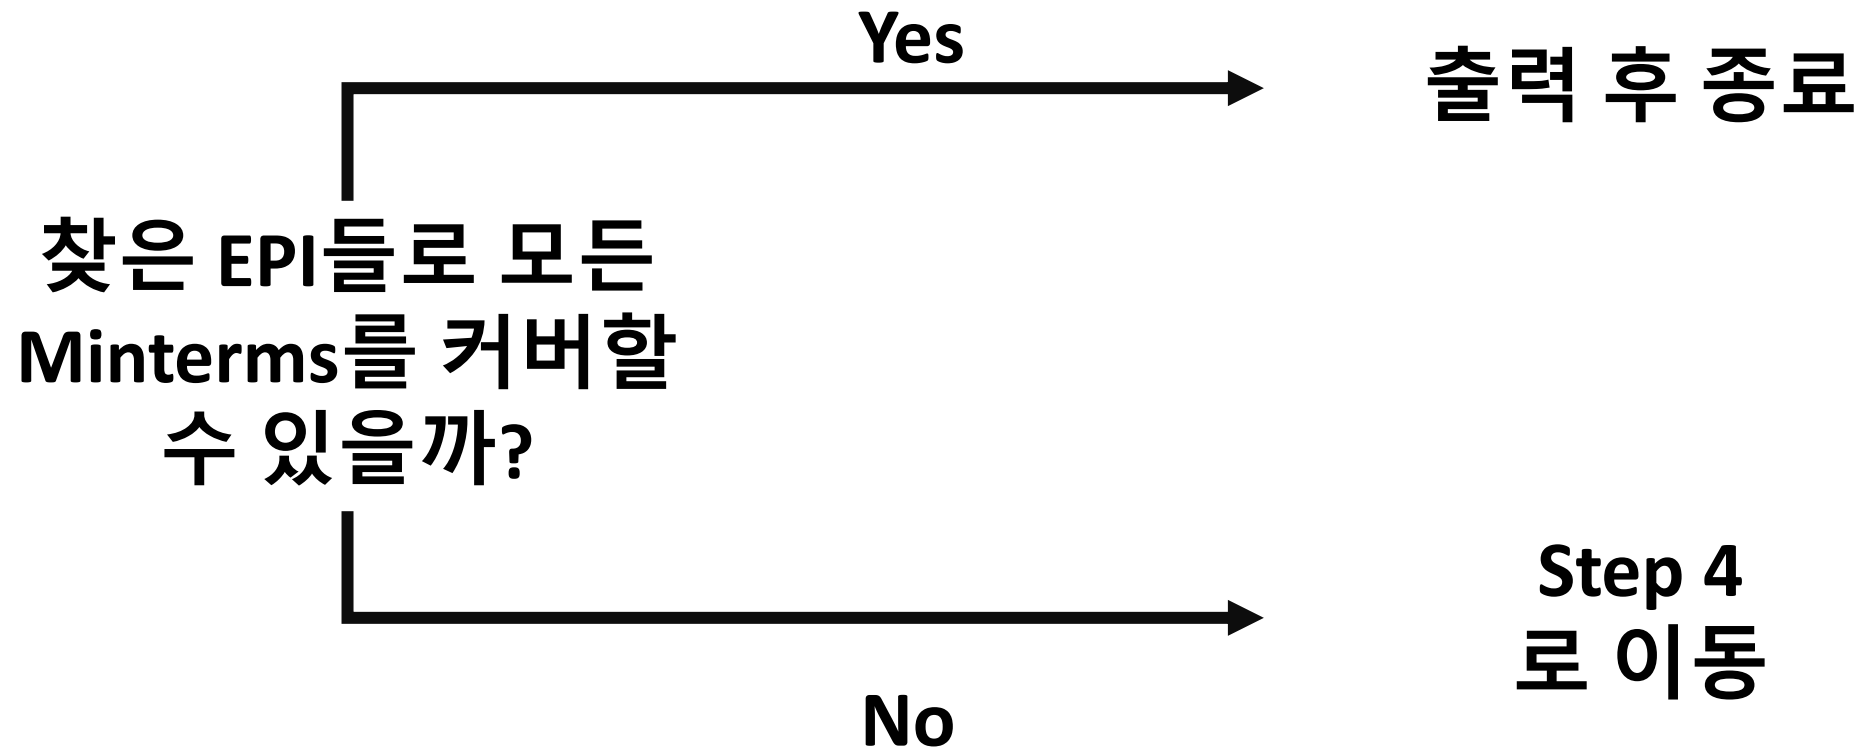 Yes
출력 후 종료
찾은 EPI들로 모든
Minterms를 커버할
수 있을까?
Step 4
로 이동
No